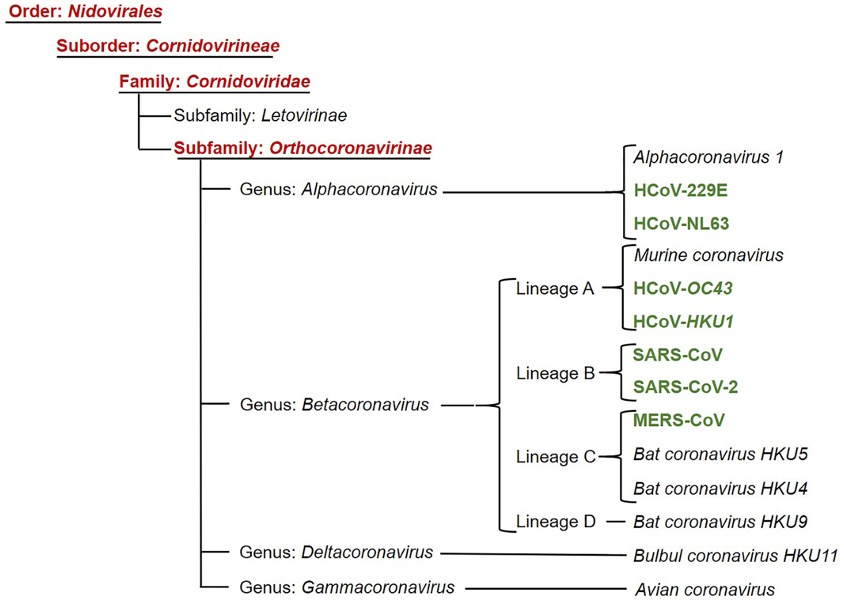 Order: Nidovirales
Suborder: Cornidovirineae
Family: Cornidoviridae
Subfamily: Letovirinae
Subfamily: Orthocoronavirinae
Genus: Alphacoronavirus
Alphacoronavirus 1
HCoV-229E
HCoV-NL63
Genus: Betacoronavirus
Lineage A
Murine coronavirus
HCoV-OC43
HCoV-HKU1
Lineage B
SARS-CoV
SARS-CoV-2
Lineage C
MERS-CoV
Bat coronavirus HKU5
Bat coronavirus HKU4
Lineage D
Bat coronavirus HKU9
Genus: Deltacoronavirus
Bulbul coronavirus HKU11
Genus: Gammacoronavirus
Avian coronavirus